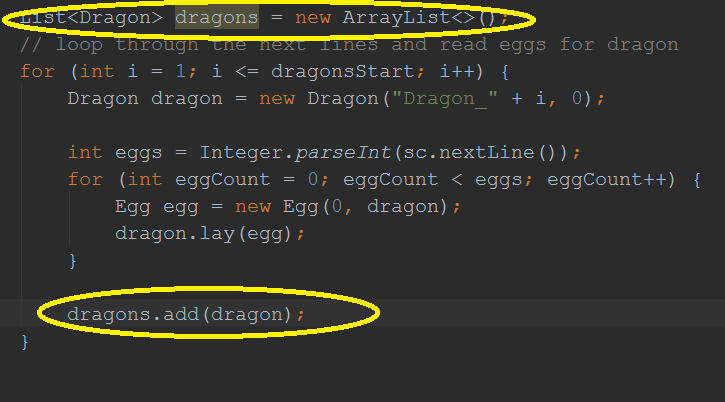 List<Dragon> dragons = new ArrayList<>();
// loop through the next lines and read eggs for dragon
for (int i = 1; i <= dragonsStart; i++) {
    Dragon dragon = new Dragon("Dragon_" + i, 0);

    int eggs = Integer.parseInt(sc.nextLine());
    for (int eggCount = 0; eggCount < eggs; eggCount++) {
        Egg egg = new Egg(0, dragon);
        dragon.lay(egg);
    }

    dragons.add(dragon);
}